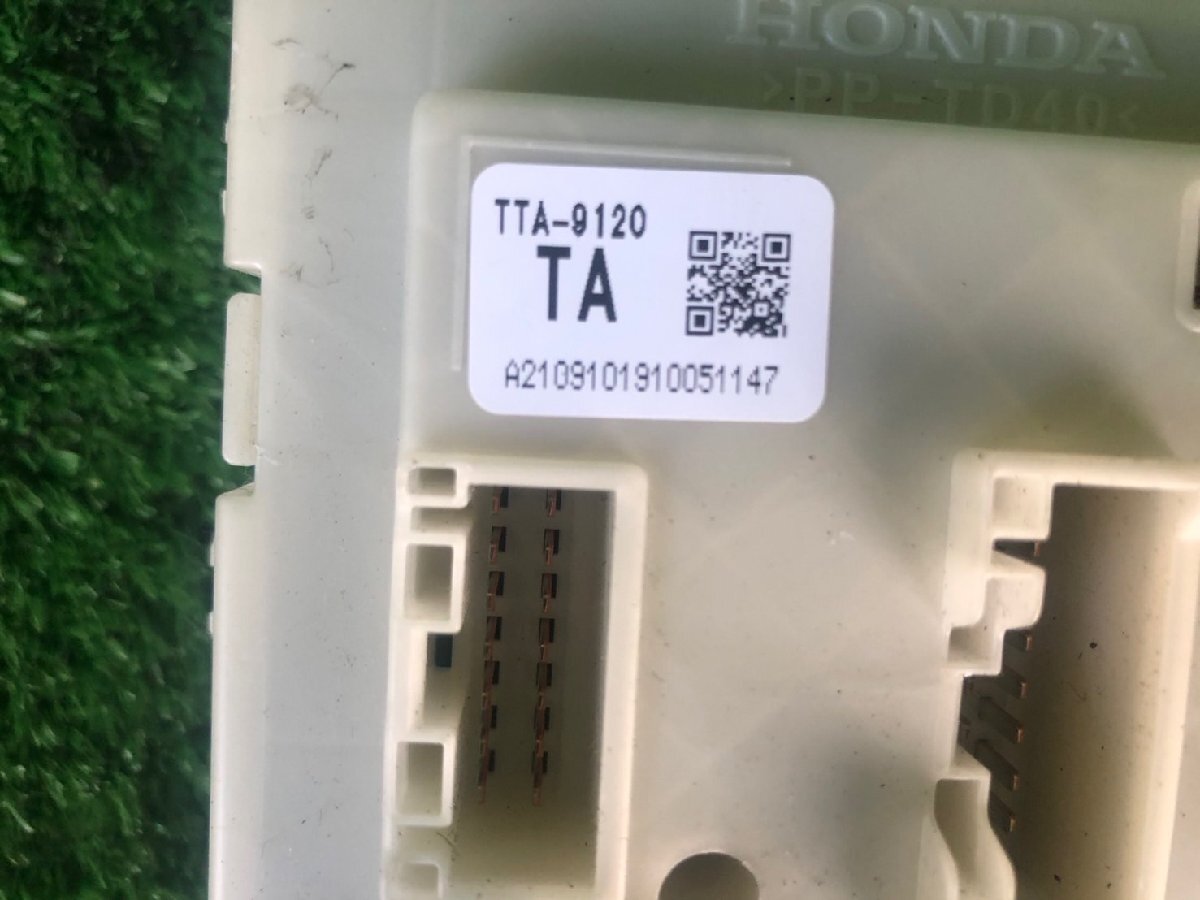 HONDA
>PP-TD40<
TTA-9120
TA
A2109101910051147